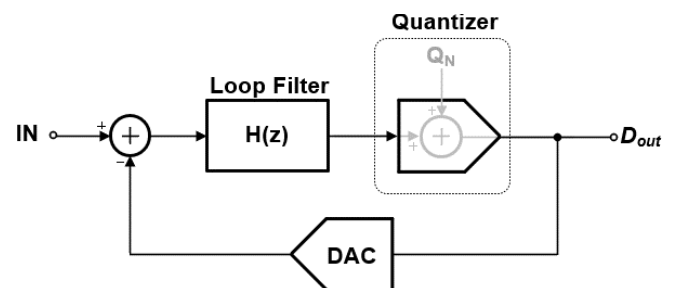 Quantizer
Q_N
Loop Filter
IN
+
+
H(z)
+
+
+
D_out
−
DAC